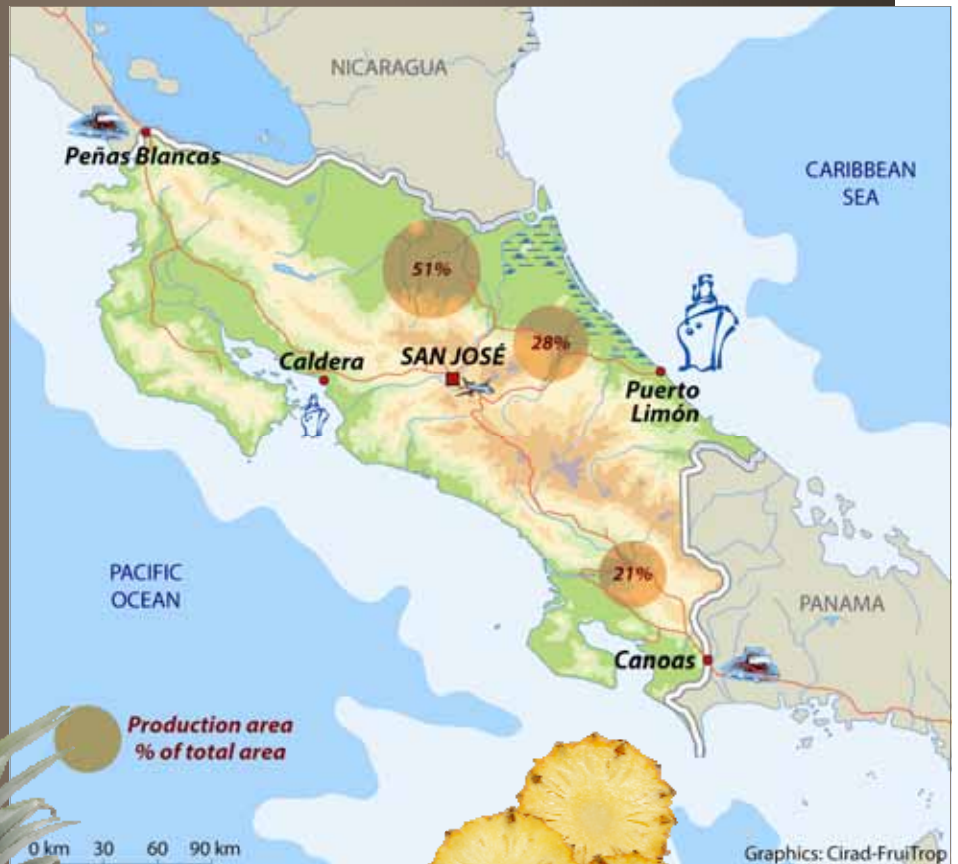 NICARAGUA
Peñas Blancas
CARIBBEAN
SEA
51%
28%
Caldera
SAN JOSÉ
Puerto
Limón
PACIFIC
OCEAN
21%
PANAMA
Canoas
Production area
% of total area
0 km 30 60 90 km
Graphics: Cirad-FruiTrop